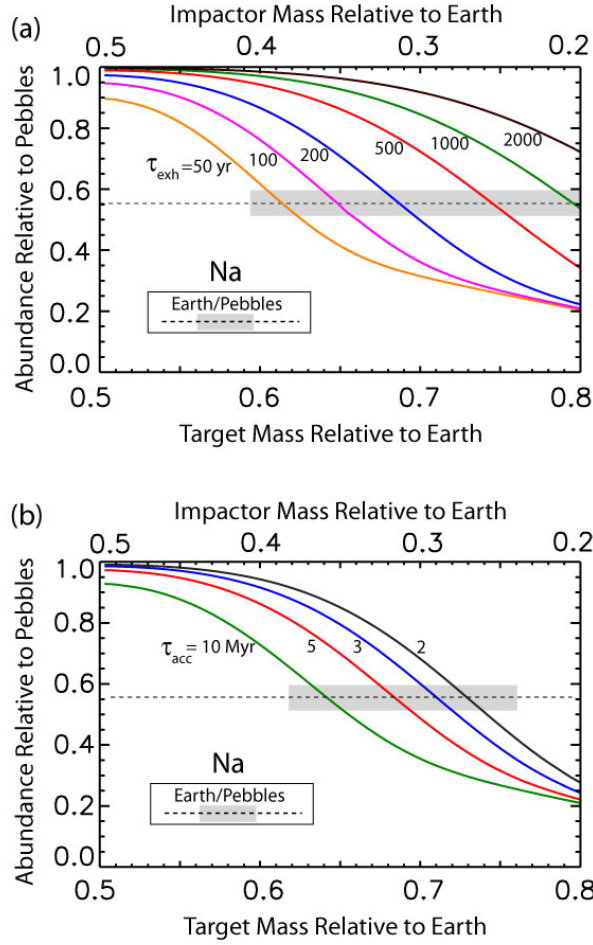 (a)
Impactor Mass Relative to Earth
0.5 0.4 0.3 0.2
Abundance Relative to Pebbles
1.0
0.8
0.6
0.4
0.2
0.0
τexh=50 yr 100 200 500 1000 2000
Na
Earth/Pebbles
0.5 0.6 0.7 0.8
Target Mass Relative to Earth
(b)
Impactor Mass Relative to Earth
0.5 0.4 0.3 0.2
Abundance Relative to Pebbles
1.0
0.8
0.6
0.4
0.2
0.0
τacc= 10 Myr 5 3 2
Na
Earth/Pebbles
0.5 0.6 0.7 0.8
Target Mass Relative to Earth